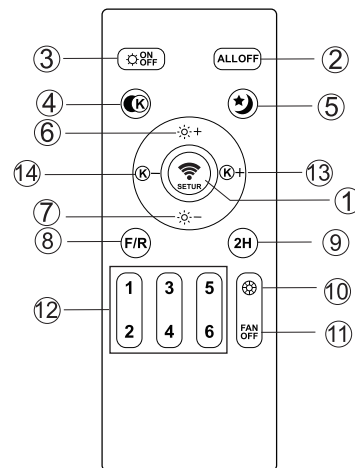 ③ ON OFF ALLOFF ②
④ K ⑤
⑥ +
⑭ K- SETUR K+ ⑬
①
⑦ -
⑧ F/R 2H ⑨
1 3 5 ⑩
⑫ 2 4 6 FAN OFF ⑪